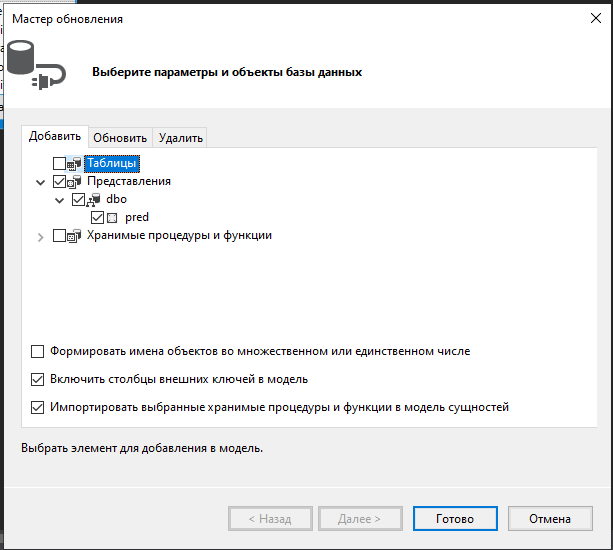 Мастер обновления
Выберите параметры и объекты базы данных
Добавить Обновить Удалить
Таблицы
Представления
dbo
pred
Хранимые процедуры и функции
Формировать имена объектов во множественном или единственном числе
Включить столбцы внешних ключей в модель
Импортировать выбранные хранимые процедуры и функции в модель сущностей
Выбрать элемент для добавления в модель.
< Назад Далее > Готово Отмена